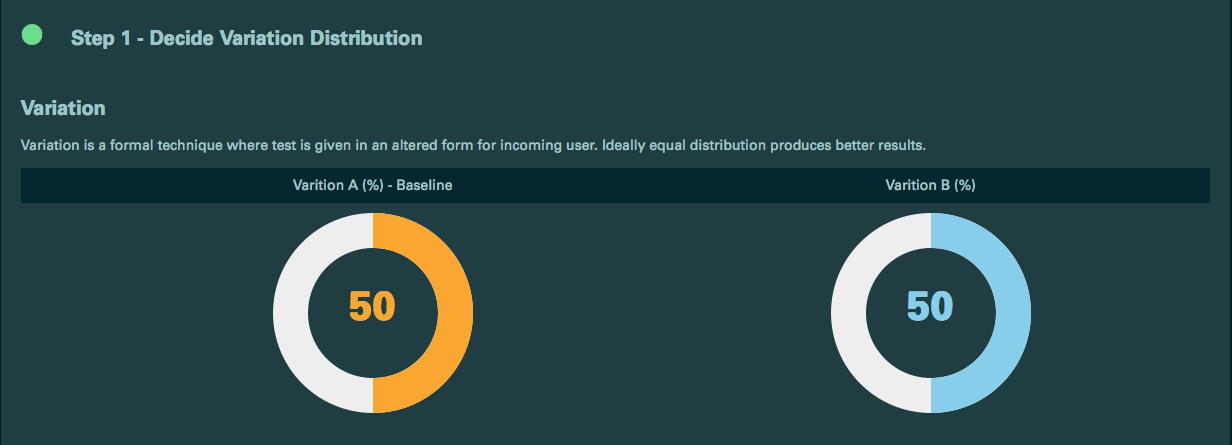 Step 1 - Decide Variation Distribution
Variation
Variation is a formal technique where test is given in an altered form for incoming user. Ideally equal distribution produces better results.
Varition A (%) - Baseline
Varition B (%)
50
50